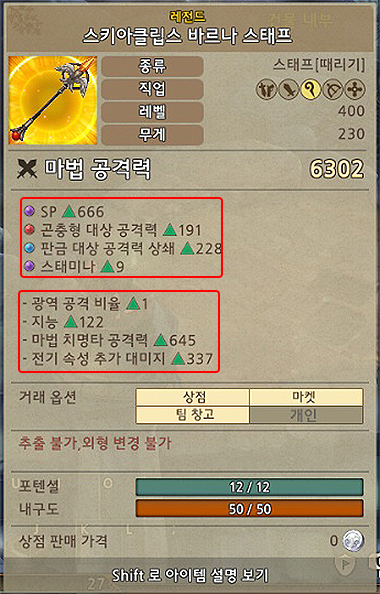 레전드
스키아클립스 바르나 스태프
종류 스태프[때리기]
직업
레벨 400
무게 230
마법 공격력 6302
SP ▲666
곤충형 대상 공격력 ▲191
판금 대상 공격력 상쇄 ▲228
스태미나 ▲9
- 광역 공격 비율 ▲1
- 지능 ▲122
- 마법 치명타 공격력 ▲645
- 전기 속성 추가 대미지 ▲337
거래 옵션 상점 마켓
팀 창고 개인
추출 불가,외형 변경 불가
포텐셜 12 / 12
내구도 50 / 50
상점 판매 가격 0
Shift 로 아이템 설명 보기